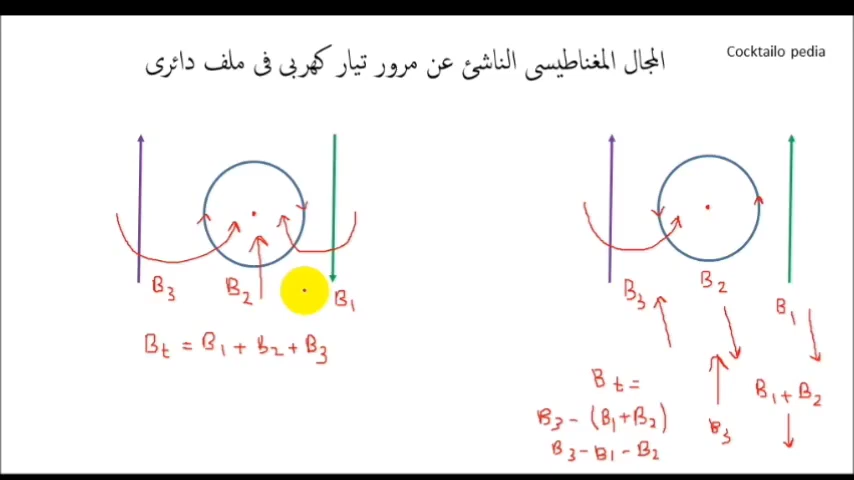 Cocktailo pedia
المجال المغناطيسى الناشئ عن مرور تيار كهربى فى ملف دائرى
B3 B2 B1
Bt = B1 + B2 + B3
B3 B2 B1
B1 + B2
B3
Bt =
B3 - (B1 + B2)
B3 - B1 - B2